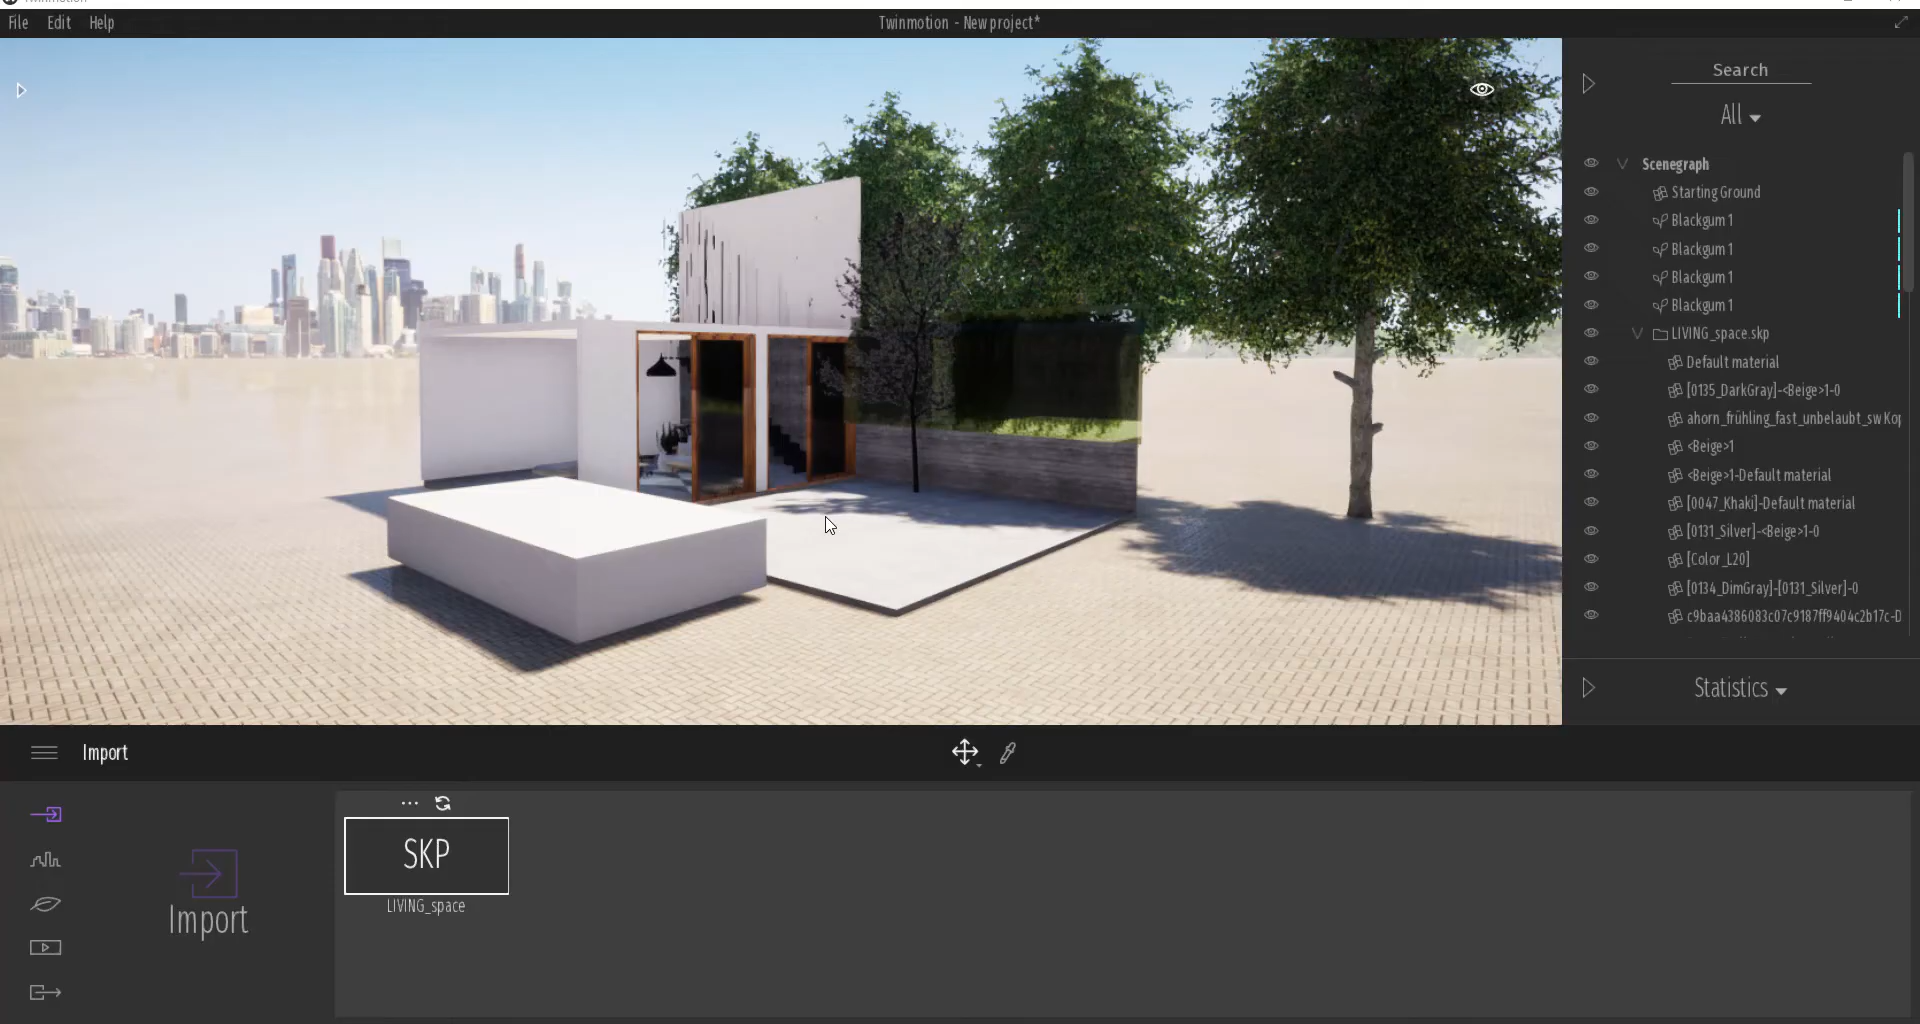 File Edit Help
Twinmotion - New project*
Search
All
Scenegraph
Starting Ground
Blackgum 1
Blackgum 1
Blackgum 1
Blackgum 1
LIVING_space.skp
Default material
[0135_DarkGray]-<Beige>1-0
ahorn_frühling_fast_unbelaubt_sw Kop
<Beige>1
<Beige>1-Default material
[0047_Khaki]-Default material
[0131_Silver]-<Beige>1-0
[Color_L20]
[0134_DimGray]-[0131_Silver]-0
c9baa4386083c07c9187ff9404c2b17c-D
Statistics
Import
SKP
LIVING_space
Import